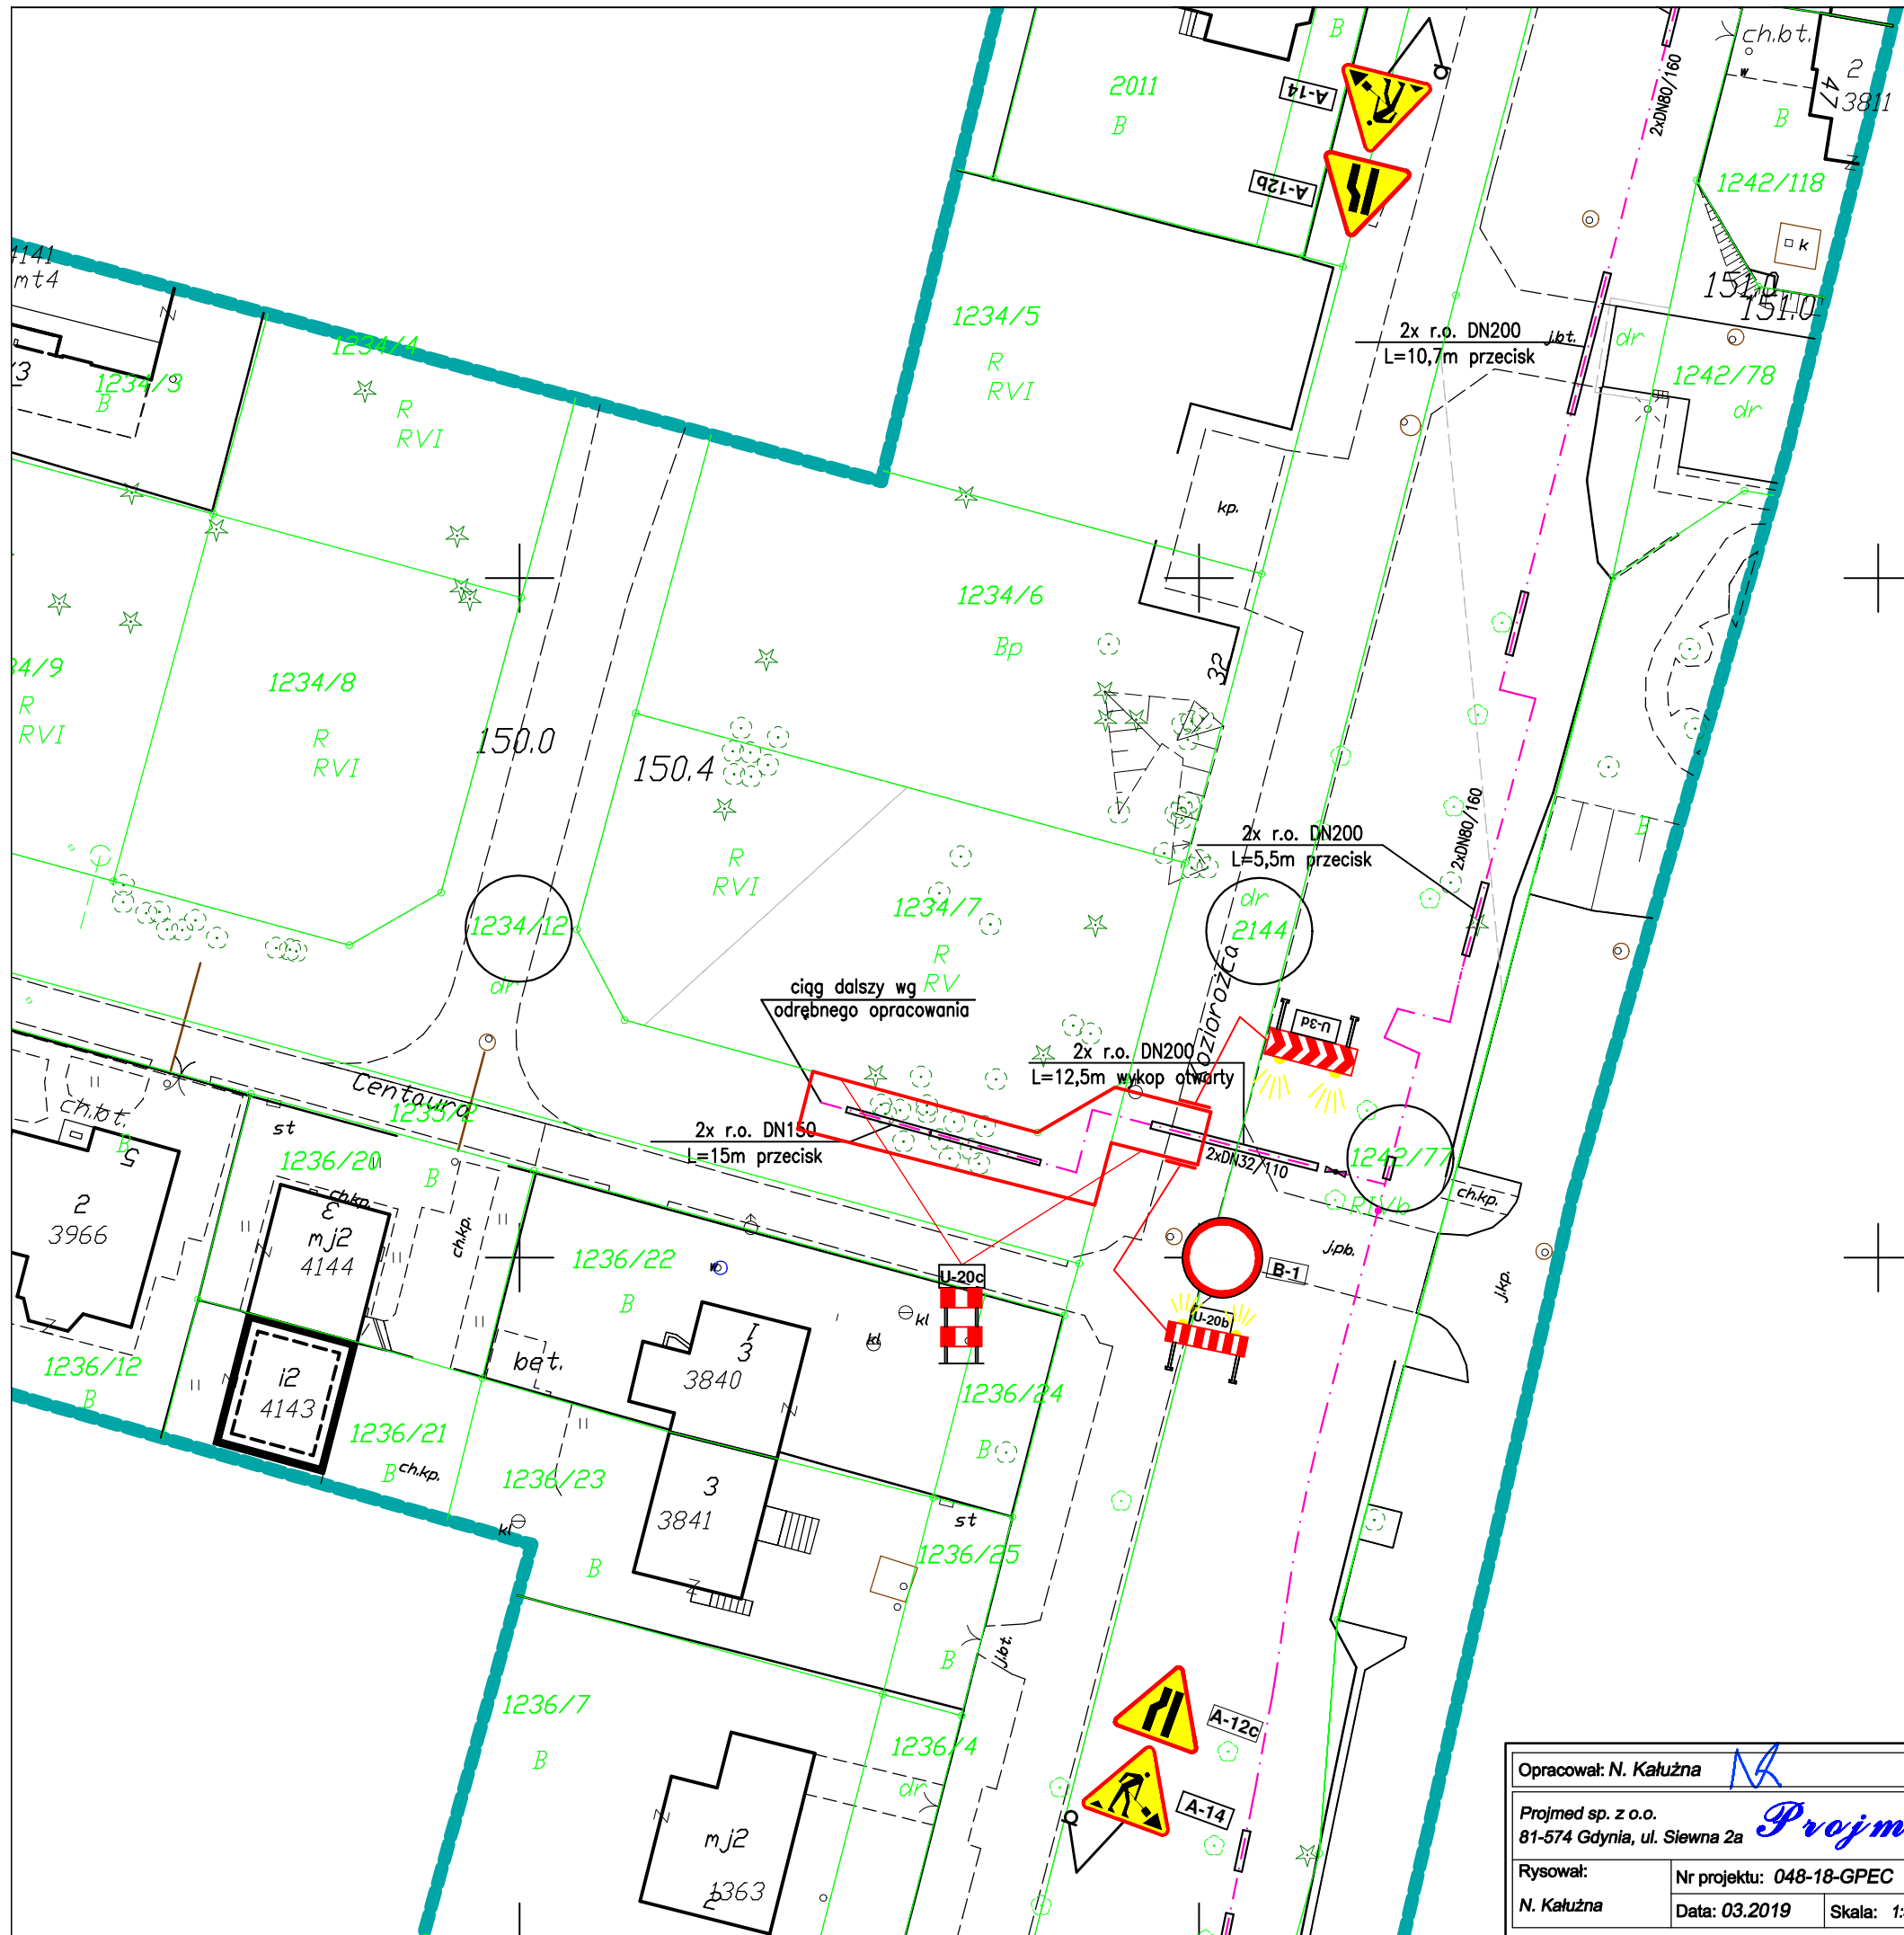 ch.bt.
2
47
3811
w
B
2xDN80/160
B
A-14
2011
B
A-12b
1242/118
k
4141
mt4
151.0
151.0
1234/5
R
RVI
2x r.o. DN200
L=10,7m przecisk
j.bt.
dr
1242/78
dr
1234/4
R
RVI
1234/3
B
kp.
1234/6
Bp
32
R
RVI
1234/8
R
RVI
150.0
150.4
2xDN80/160
B
2x r.o. DN200
L=5,5m przecisk
R
RVI
1234/7
R
RV
dr
2144
1234/12
dr
Koziorożca
ciąg dalszy wg
odrębnego opracowania
U-3d
2x r.o. DN200
L=12,5m wykop otwarty
Centaura
1235/2
ch.bt.
B
5
st
2x r.o. DN150
L=15m przecisk
2xDN32/110
1242/77
RIVb
ch.kp.
1236/20
B
ch.kp.
3
mj2
4144
ch.kp.
2
3966
1236/22
B
w
j.pb.
j.kp.
B-1
U-20c
U-20b
kl
kl
1
3
3840
bet.
1236/12
B
i2
4143
1236/24
B
1236/21
B
ch.kp.
1236/23
3
3841
kl
st
1236/25
B
B
j.bt.
1236/7
B
1236/4
dr
A-12c
A-14
mj2
1363
2
Opracował: N. Kałużna
Projmed sp. z o.o.
81-574 Gdynia, ul. Siewna 2a
Projm
Rysował:
N. Kałużna
Nr projektu: 048-18-GPEC
Data: 03.2019
Skala: 1: